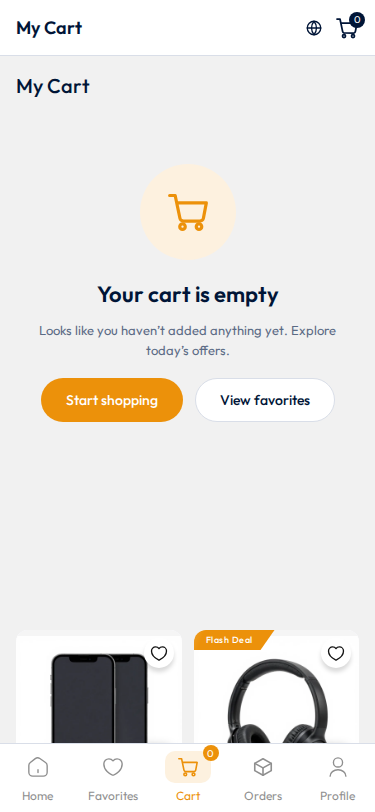 My Cart
0
My Cart
Your cart is empty
Looks like you haven't added anything yet. Explore
today's offers.
Start shopping
View favorites
Flash Deal
0
Home
Favorites
Cart
Orders
Profile